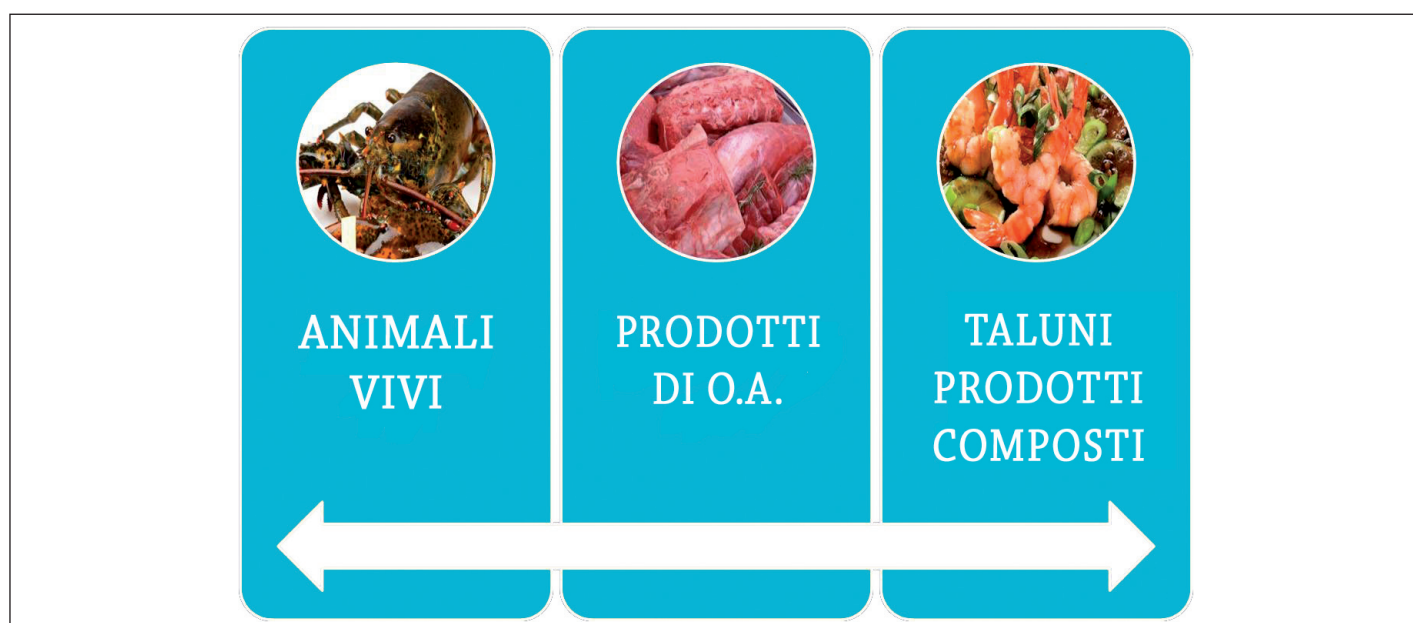 ANIMALI
VIVI
PRODOTTI
DI O.A.
TALUNI
PRODOTTI
COMPOSTI